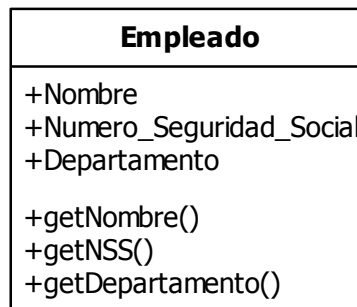 Empleado
+Nombre
+Numero_Seguridad_Social
+Departamento
+getNombre()
+getNSS()
+getDepartamento()